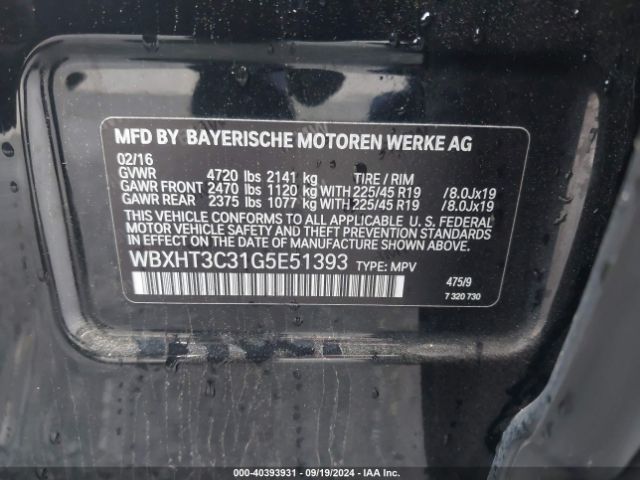 MFD BY BAYERISCHE MOTOREN WERKE AG
02/16
GVWR 4720 lbs 2141 kg TIRE / RIM
GAWR FRONT 2470 lbs 1120 kg WITH 225/45 R19 / 8.0Jx19
GAWR REAR 2375 lbs 1077 kg WITH 225/45 R19 / 8.0Jx19
THIS VEHICLE CONFORMS TO ALL APPLICABLE U. S. FEDERAL
MOTOR VEHICLE SAFETY AND THEFT PREVENTION STANDARDS
IN EFFECT ON THE DATE OF MANUFACTURE SHOWN ABOVE.
WBXHT3C31G5E51393 TYPE: MPV
475/9
7 320 730
000-40393931 - 09/19/2024 - IAA Inc.